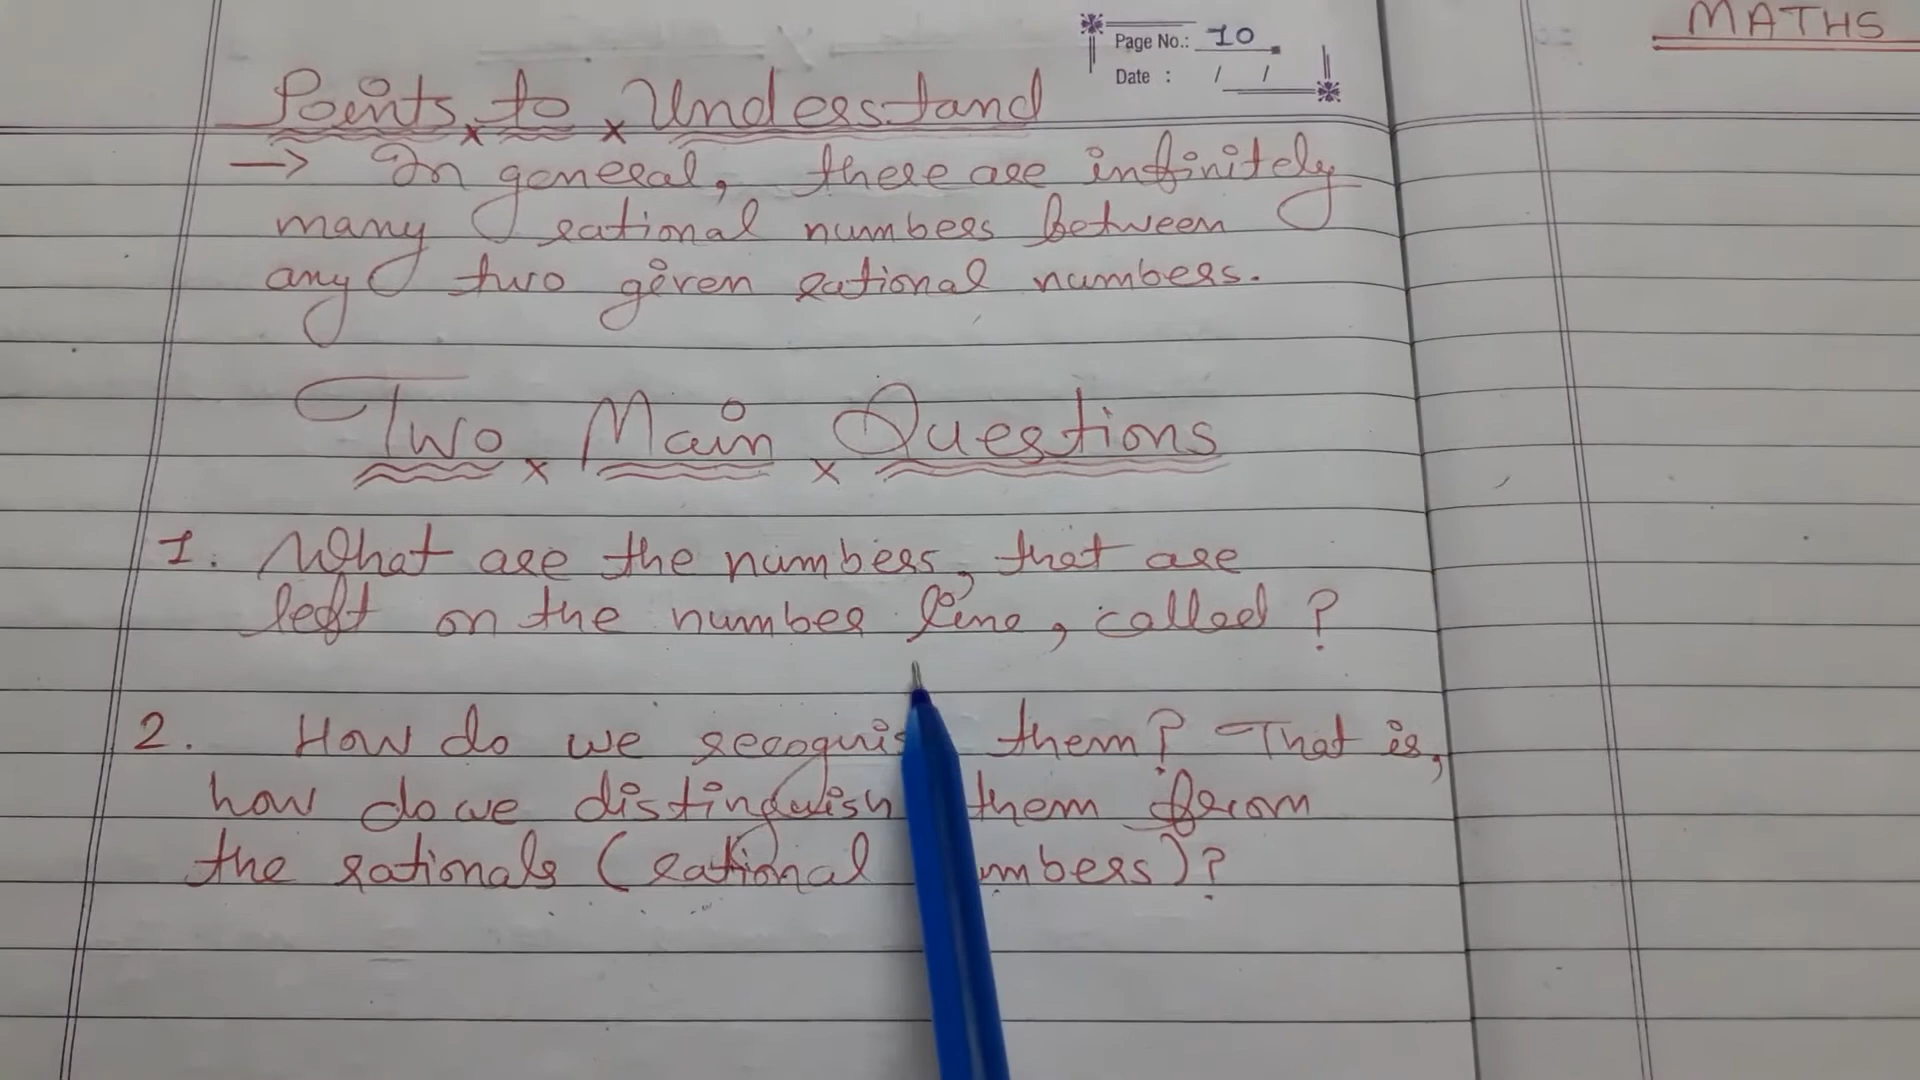 MATHS
Page No.: 10
Date : / /
Points to Understand
→ In general, there are infinitely
many rational numbers between
any two given rational numbers.
Two Main Questions
1. What are the numbers, that are
left on the number line, called?
2. How do we them? That is,
how do we distinguish them from
the rationals (rational